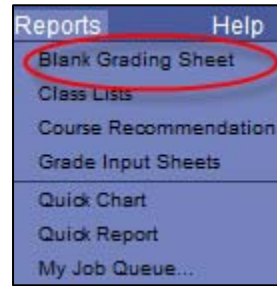 Reports Help
Blank Grading Sheet
Class Lists
Course Recommendation
Grade Input Sheets
Quick Chart
Quick Report
My Job Queue...